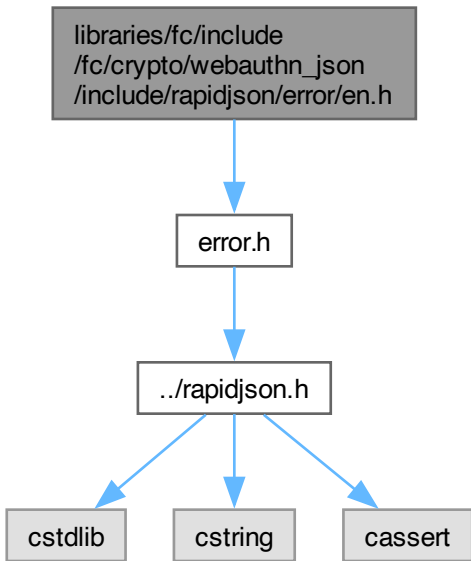 libraries/fc/include
/fc/crypto/webauthn_json
/include/rapidjson/error/en.h
error.h
../rapidjson.h
cstdlib
cstring
cassert